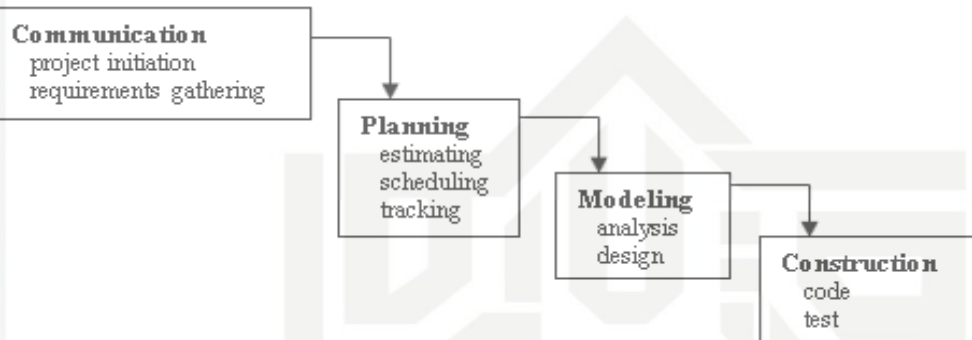 Communication
project initiation
requirements gathering
Planning
estimating
scheduling
tracking
Modeling
analysis
design
Construction
code
test